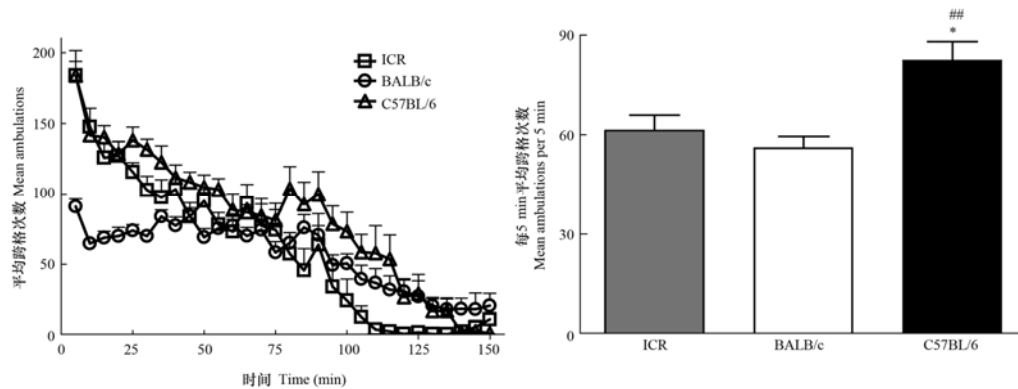 平均跨格次数 Mean ambulations
200
150
100
50
0
ICR
BALB/c
C57BL/6
0 25 50 75 100 125 150
时间 Time (min)
每5 min平均跨格次数
Mean ambulations per 5 min
90
60
30
0
##
*
ICR BALB/c C57BL/6